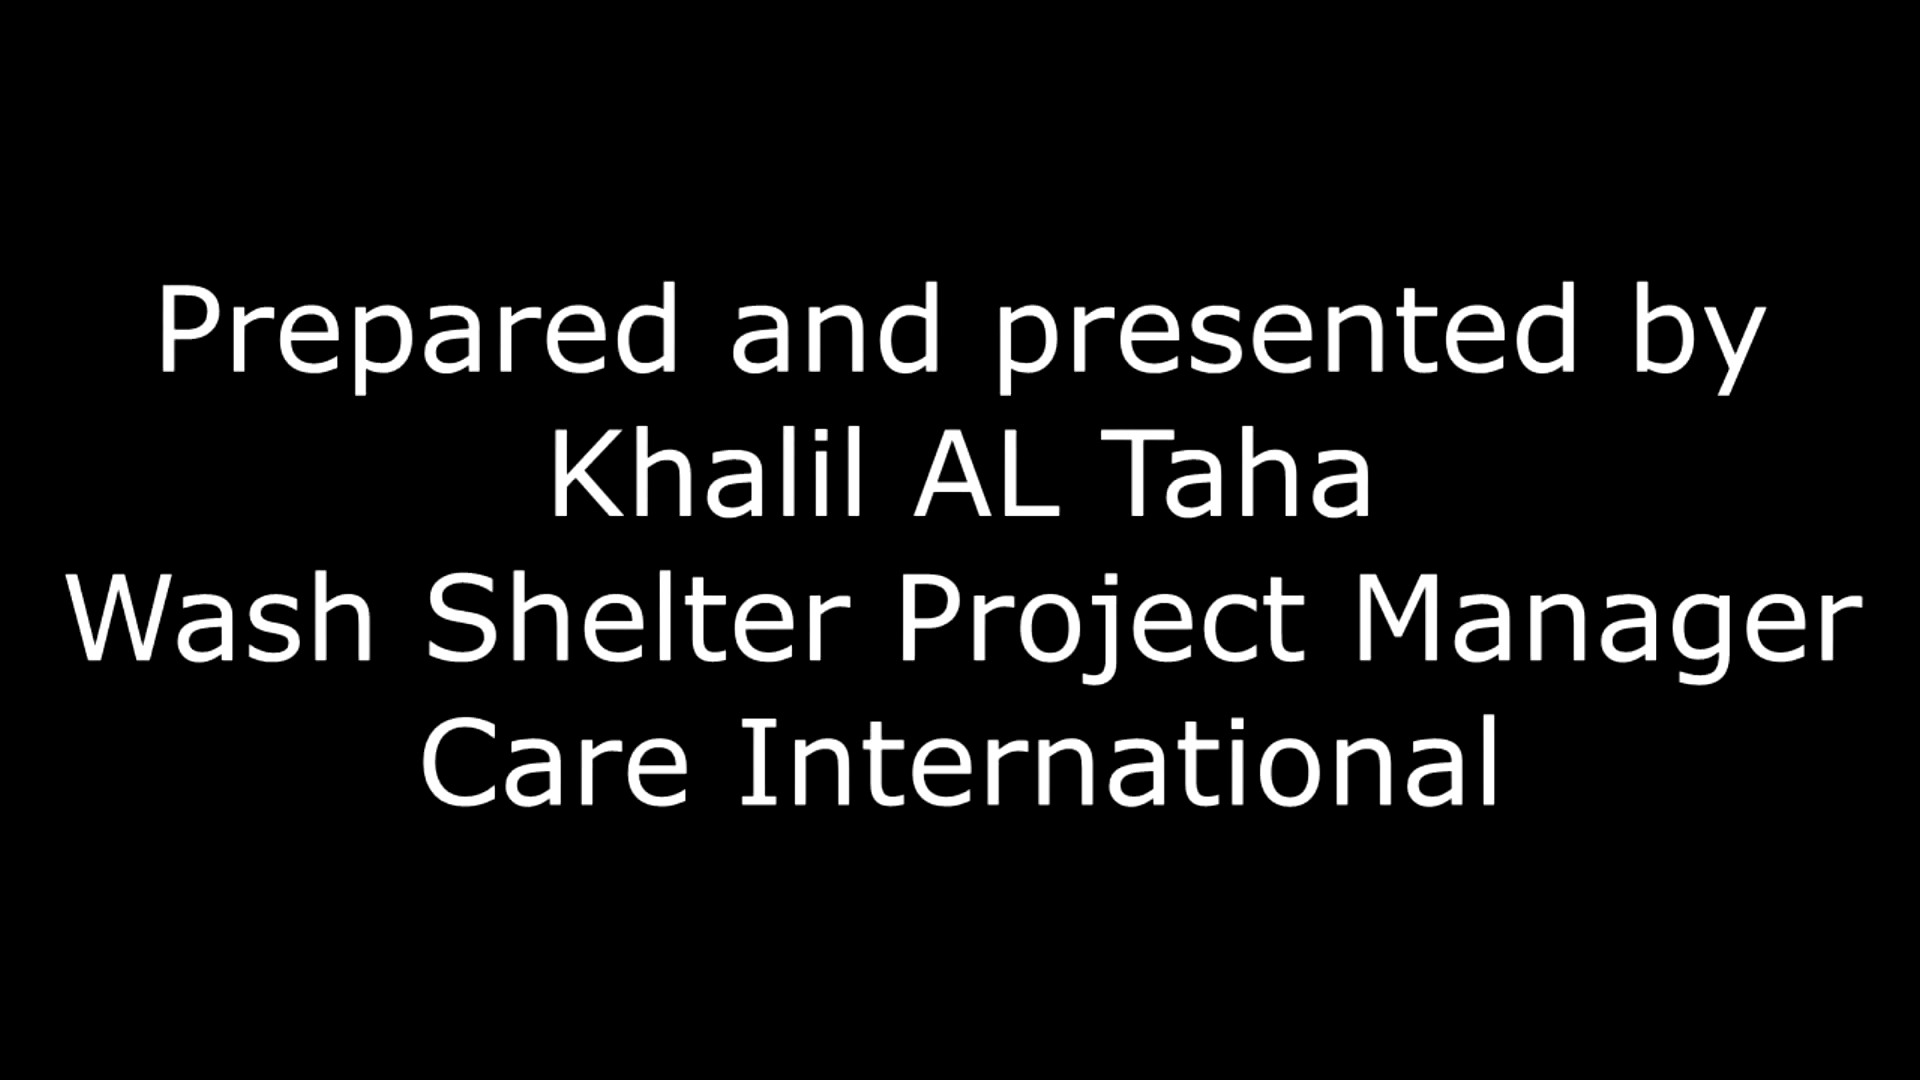 Prepared and presented by
Khalil AL Taha
Wash Shelter Project Manager
Care International